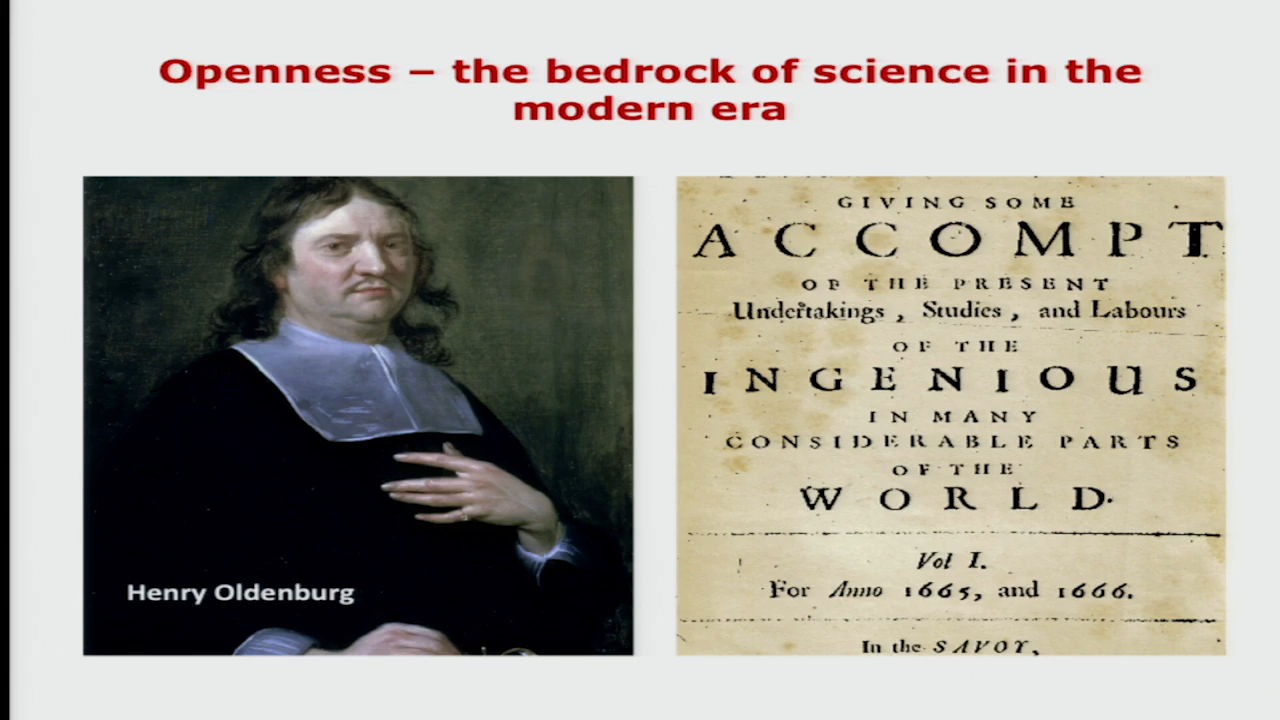 Openness – the bedrock of science in the
modern era
Henry Oldenburg
GIVING SOME
ACCOMPT
OF THE PRESENT
Undertakings, Studies, and Labours
OF THE
INGENIOUS
IN MANY
CONSIDERABLE PARTS
OF THE
WORLD.
Vol I.
For Anno 1665, and 1666.
In the SAVOY,